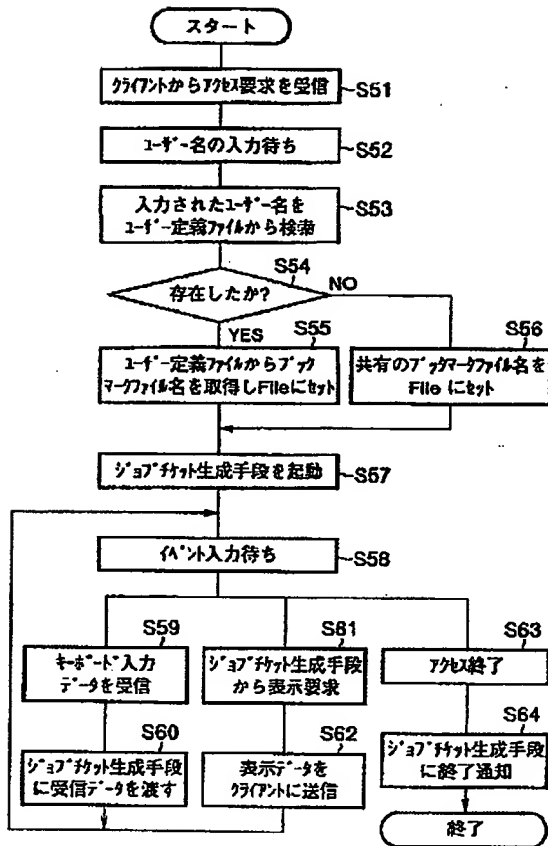 スタート
クライアントからアクセス要求を受信
S51
ユーザー名の入力待ち
S52
入力されたユーザー名を
ユーザー定義ファイルから検索
S53
S54
存在したか?
NO
YES
S55
ユーザー定義ファイルからブック
マークファイル名を取得しFileにセット
S56
共有のブックマークファイル名を
File にセット
ジョブチケット生成手段を起動
S57
イベント入力待ち
S58
S59
キーボード入力
データを受信
S60
ジョブチケット生成手段
に受信データを渡す
S61
ジョブチケット生成手段
から表示要求
S62
表示データを
クライアントに送信
S63
アクセス終了
S64
ジョブチケット生成手段
に終了通知
終了